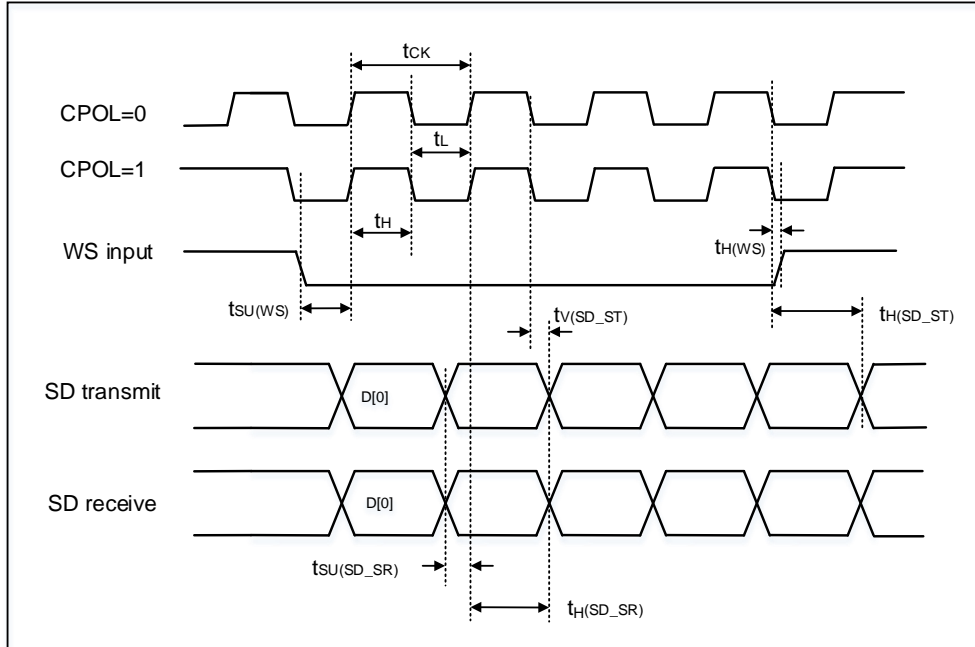 tCK
CPOL=0
tL
CPOL=1
tH
tH(WS)
WS input
tSU(WS)
tV(SD_ST)
tH(SD_ST)
SD transmit
D[0]
SD receive
D[0]
tSU(SD_SR)
tH(SD_SR)